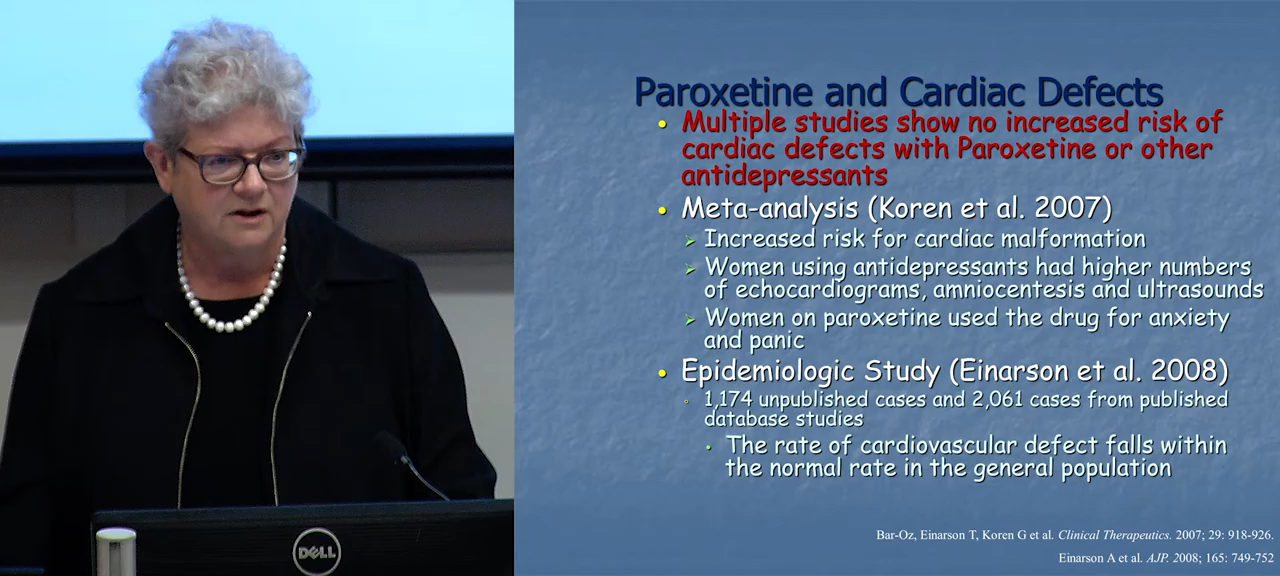 Paroxetine and Cardiac Defects
Multiple studies show no increased risk of
cardiac defects with Paroxetine or other
antidepressants
Meta-analysis (Koren et al. 2007)
Increased risk for cardiac malformation
Women using antidepressants had higher numbers
of echocardiograms, amniocentesis and ultrasounds
Women on paroxetine used the drug for anxiety
and panic
Epidemiologic Study (Einarson et al. 2008)
1,174 unpublished cases and 2,061 cases from published
database studies
The rate of cardiovascular defect falls within
the normal rate in the general population
Bar-Oz, Einarson T, Koren G et al. Clinical Therapeutics. 2007; 29: 918-926.
Einarson A et al. AJP. 2008; 165: 749-752
DELL